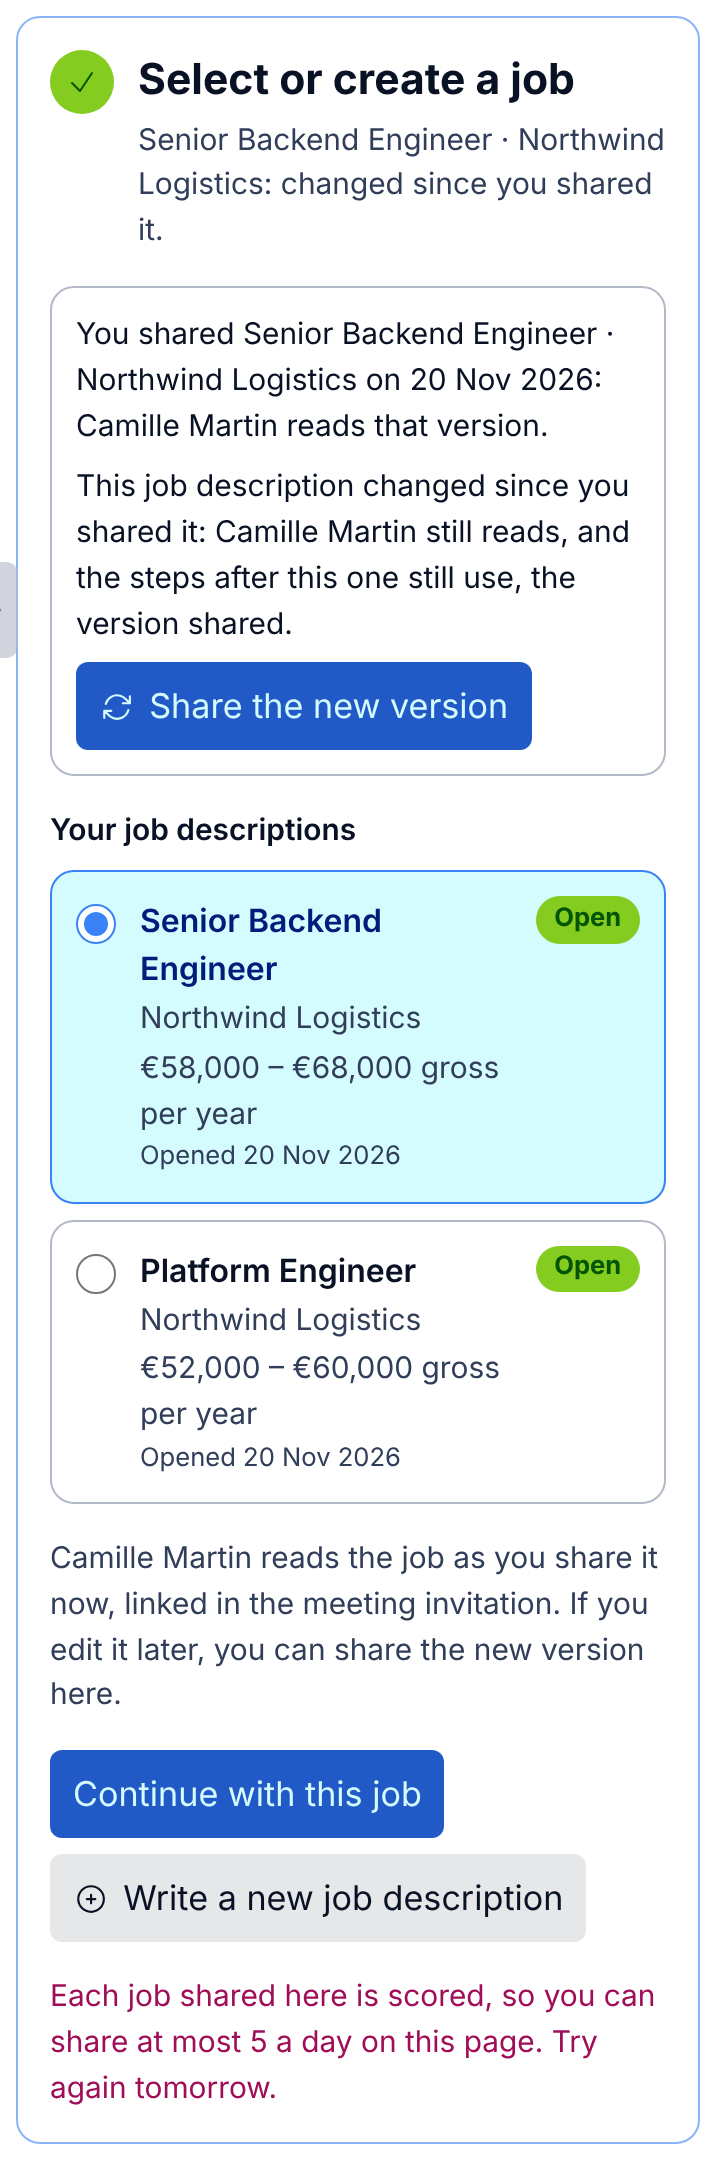 Select or create a job
Senior Backend Engineer · Northwind
Logistics: changed since you shared
it.
You shared Senior Backend Engineer ·
Northwind Logistics on 20 Nov 2026:
Camille Martin reads that version.
This job description changed since you
shared it: Camille Martin still reads, and
the steps after this one still use, the
version shared.
Share the new version
Your job descriptions
Senior Backend
Engineer
Open
Northwind Logistics
€58,000 – €68,000 gross
per year
Opened 20 Nov 2026
Platform Engineer
Open
Northwind Logistics
€52,000 – €60,000 gross
per year
Opened 20 Nov 2026
Camille Martin reads the job as you share it
now, linked in the meeting invitation. If you
edit it later, you can share the new version
here.
Continue with this job
Write a new job description
Each job shared here is scored, so you can
share at most 5 a day on this page. Try
again tomorrow.